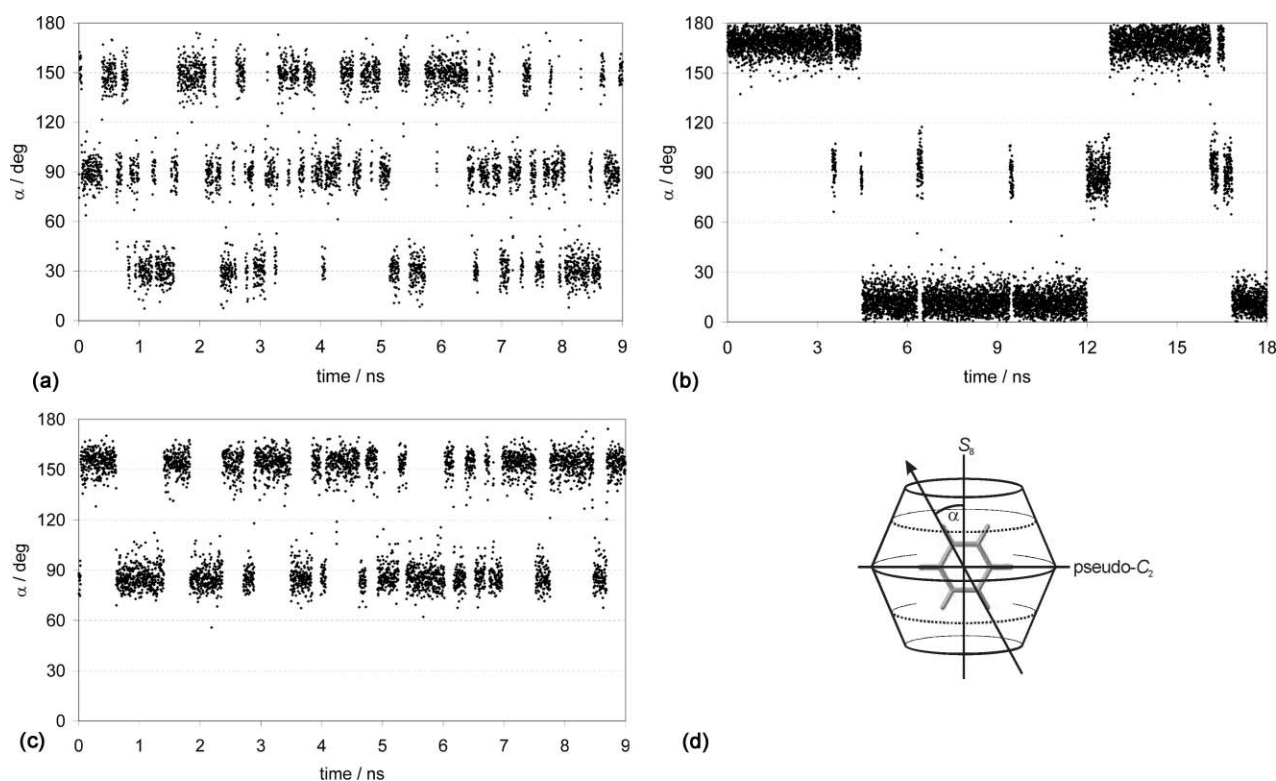 180
150
120
90
60
30
0
α / deg
0 1 2 3 4 5 6 7 8 9
time / ns
(a)
180
150
120
90
60
30
0
α / deg
0 3 6 9 12 15 18
time / ns
(b)
180
150
120
90
60
30
0
α / deg
0 1 2 3 4 5 6 7 8 9
time / ns
(c)
S₈
α
pseudo-C₂
(d)